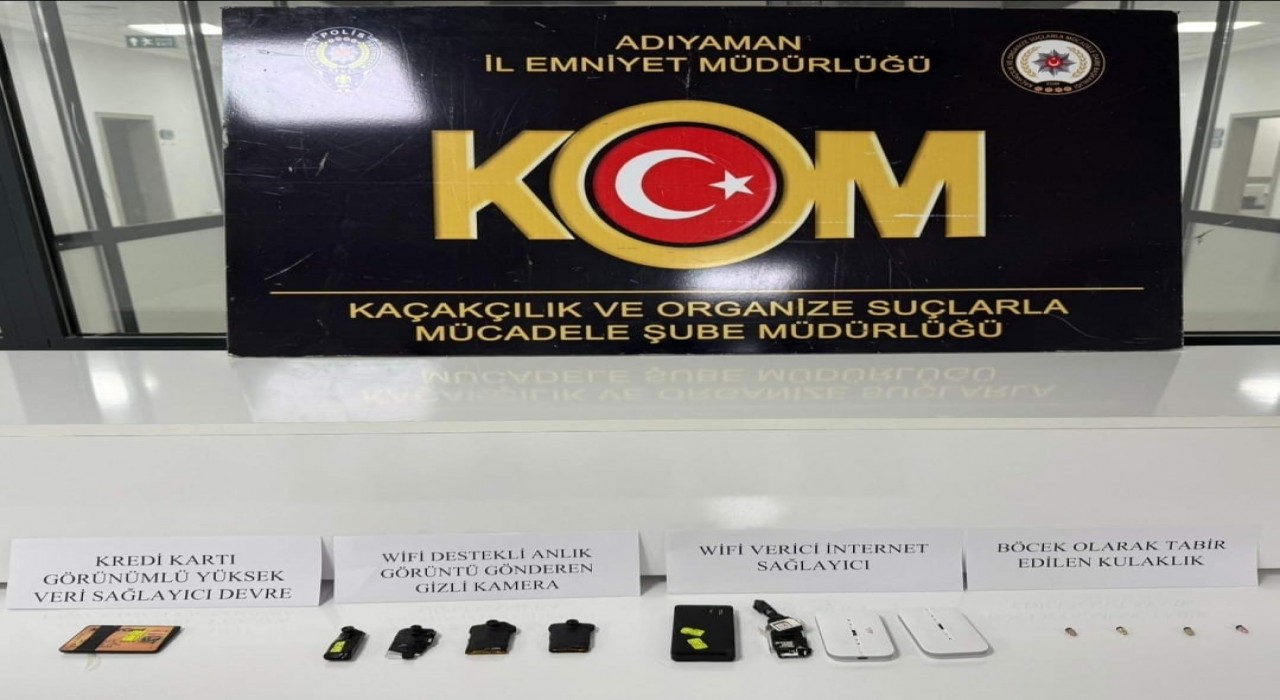 POLİS
ADIYAMAN
İL EMNİYET MÜDÜRLÜĞÜ
KOM
KAÇAKÇILIK VE ORGANİZE SUÇLARLA
MÜCADELE ŞUBE MÜDÜRLÜĞÜ
KREDİ KARTI
GÖRÜNÜMLÜ YÜKSEK
VERİ SAĞLAYICI DEVRE
WİFİ DESTEKLİ ANLIK
GÖRÜNTÜ GÖNDEREN
GİZLİ KAMERA
WİFİ VERİCİ İNTERNET
SAĞLAYICI
BÖCEK OLARAK TABİR
EDİLEN KULAKLIK